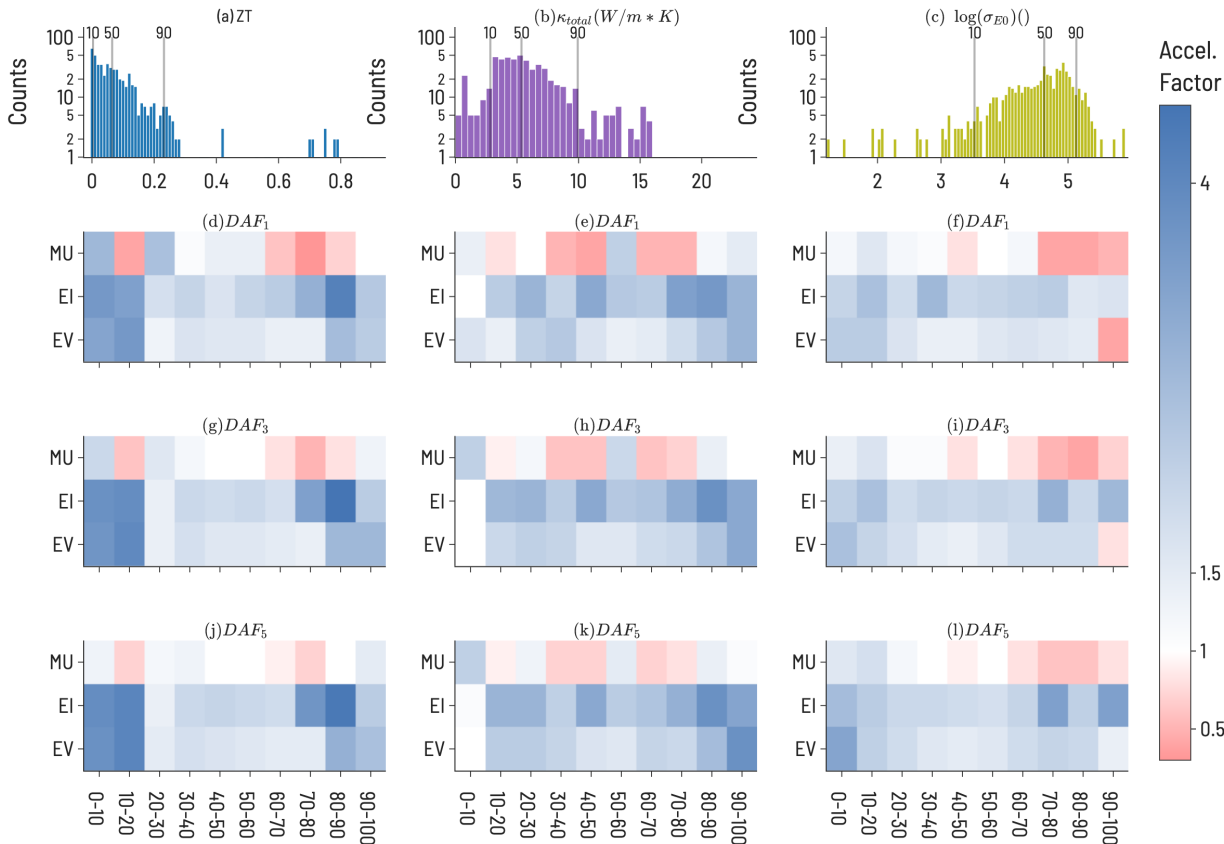 (a) ZT
(b) κ_total(W/m * K)
(c) log(σ_E0)()
Accel.
Factor
4
1.5
1
0.5
Counts
100
5
2
10
5
2
1
10 50 90
0 0.2 0.4 0.6 0.8
Counts
100
5
2
10
5
2
1
10 50 90
0 5 10 15 20
Counts
100
5
2
10
5
2
1
10 50 90
2 3 4 5
(d) DAF₁
(e) DAF₁
(f) DAF₁
MU MU MU
EI EI EI
EV EV EV
(g) DAF₃
(h) DAF₃
(i) DAF₃
MU MU MU
EI EI EI
EV EV EV
(j) DAF₅
(k) DAF₅
(l) DAF₅
MU MU MU
EI EI EI
EV EV EV
0-10 10-20 20-30 30-40 40-50 50-60 60-70 70-80 80-90 90-100
0-10 10-20 20-30 30-40 40-50 50-60 60-70 70-80 80-90 90-100
0-10 10-20 20-30 30-40 40-50 50-60 60-70 70-80 80-90 90-100